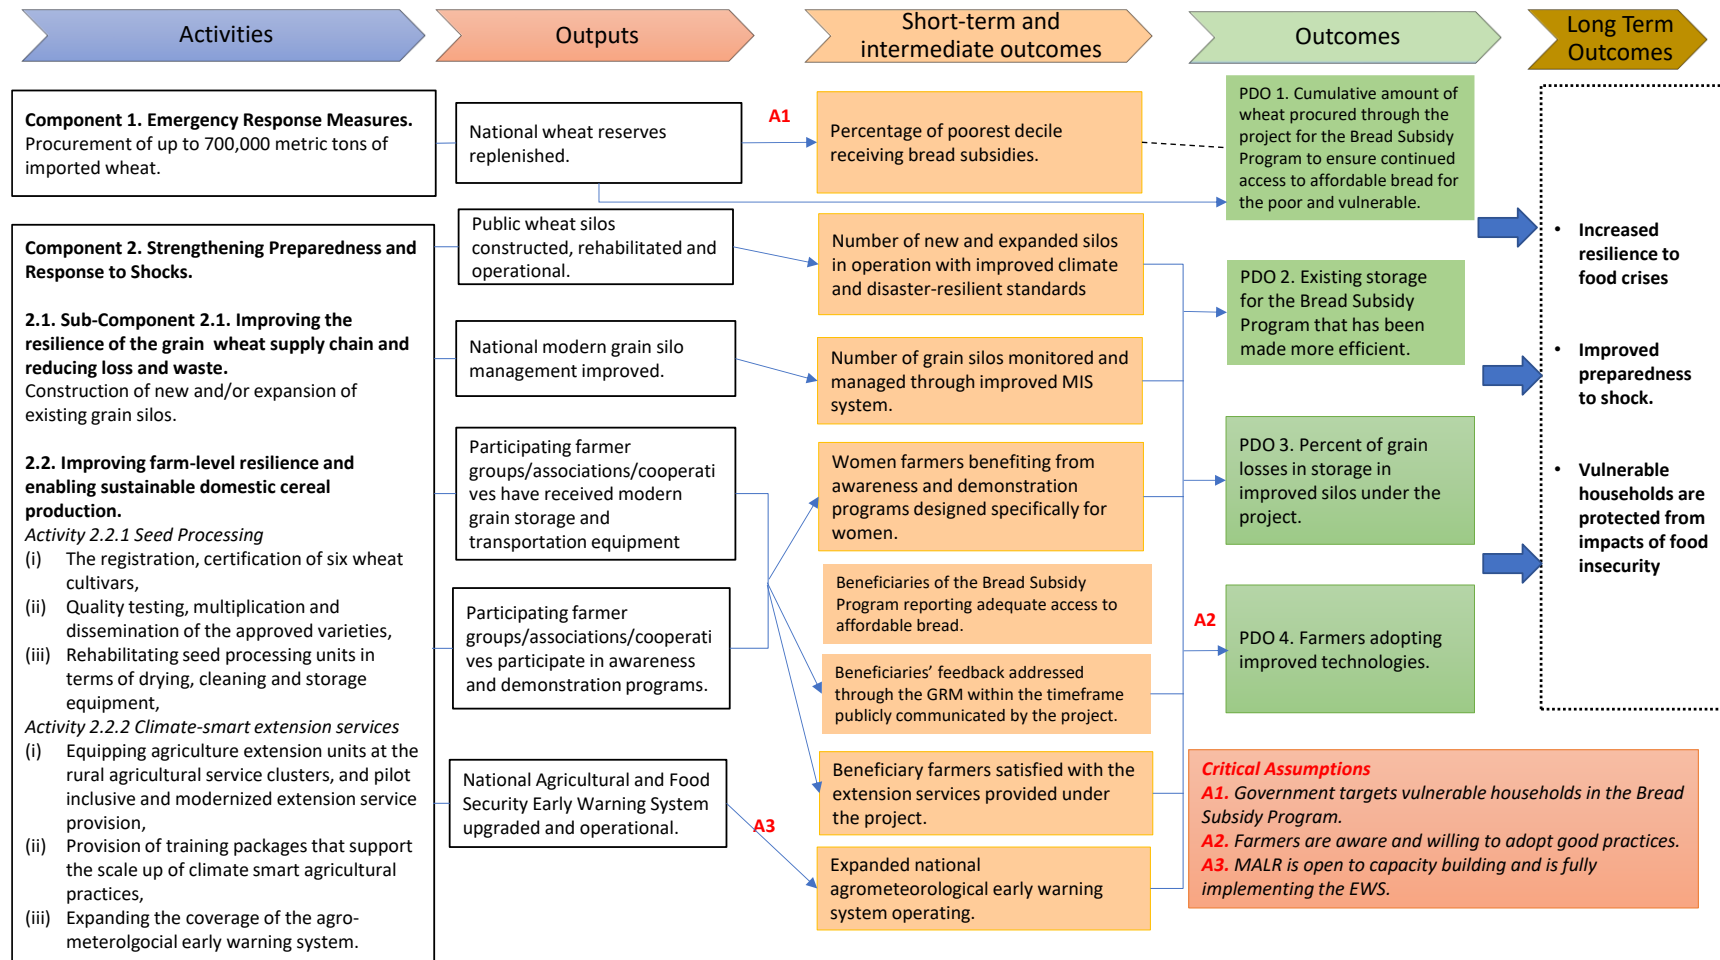 Activities
Outputs
Short-term and
intermediate outcomes
Outcomes
Long Term
Outcomes
Component 1. Emergency Response Measures.
Procurement of up to 700,000 metric tons of
imported wheat.
Component 2. Strengthening Preparedness and
Response to Shocks.
2.1. Sub-Component 2.1. Improving the
resilience of the grain wheat supply chain and
reducing loss and waste.
Construction of new and/or expansion of
existing grain silos.
2.2. Improving farm-level resilience and
enabling sustainable domestic cereal
production.
Activity 2.2.1 Seed Processing
(i) The registration, certification of six wheat
cultivars,
(ii) Quality testing, multiplication and
dissemination of the approved varieties,
(iii) Rehabilitating seed processing units in
terms of drying, cleaning and storage
equipment,
Activity 2.2.2 Climate-smart extension services
(i) Equipping agriculture extension units at the
rural agricultural service clusters, and pilot
inclusive and modernized extension service
provision,
(ii) Provision of training packages that support
the scale up of climate smart agricultural
practices,
(iii) Expanding the coverage of the agro-
meterolgocial early warning system.
National wheat reserves
replenished.
Public wheat silos
constructed, rehabilitated and
operational.
National modern grain silo
management improved.
Participating farmer
groups/associations/cooperati
ves have received modern
grain storage and
transportation equipment
Participating farmer
groups/associations/cooperati
ves participate in awareness
and demonstration programs.
National Agricultural and Food
Security Early Warning System
upgraded and operational.
A1
A3
Percentage of poorest decile
receiving bread subsidies.
Number of new and expanded silos
in operation with improved climate
and disaster-resilient standards
Number of grain silos monitored and
managed through improved MIS
system.
Women farmers benefiting from
awareness and demonstration
programs designed specifically for
women.
Beneficiaries of the Bread Subsidy
Program reporting adequate access to
affordable bread.
Beneficiaries' feedback addressed
through the GRM within the timeframe
publicly communicated by the project.
Beneficiary farmers satisfied with the
extension services provided under
the project.
Expanded national
agrometeorological early warning
system operating.
A2
PDO 1. Cumulative amount of
wheat procured through the
project for the Bread Subsidy
Program to ensure continued
access to affordable bread for
the poor and vulnerable.
PDO 2. Existing storage
for the Bread Subsidy
Program that has been
made more efficient.
PDO 3. Percent of grain
losses in storage in
improved silos under the
project.
PDO 4. Farmers adopting
improved technologies.
Critical Assumptions
A1. Government targets vulnerable households in the Bread
Subsidy Program.
A2. Farmers are aware and willing to adopt good practices.
A3. MALR is open to capacity building and is fully
implementing the EWS.
• Increased
resilience to
food crises
• Improved
preparedness
to shock.
• Vulnerable
households are
protected from
impacts of food
insecurity